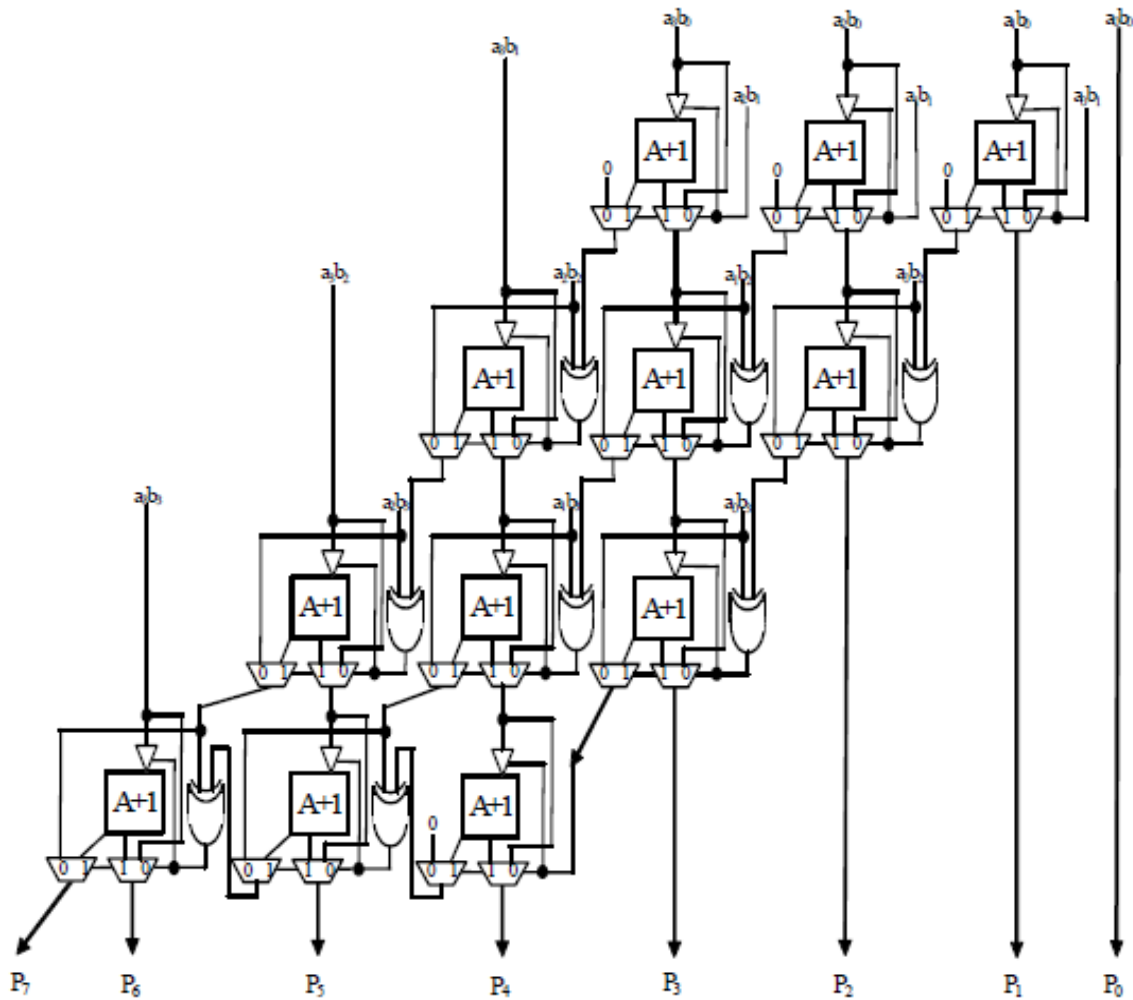 a₃b₀ a₂b₀ a₁b₀ a₀b₀
a₃b₁
a₂b₁ a₁b₁ a₀b₁
A+1 A+1 A+1
0 0 0
0 1 1 0 0 1 1 0 0 1 1 0
a₃b₂ a₂b₂ a₁b₂ a₀b₂
A+1 A+1 A+1
0 1 1 0 0 1 1 0 0 1 1 0
a₃b₃ a₂b₃ a₁b₃ a₀b₃
A+1 A+1 A+1
0 1 1 0 0 1 1 0 0 1 1 0
A+1 A+1 A+1
0
0 1 1 0 0 1 1 0 0 1 1 0
P₇ P₆ P₅ P₄ P₃ P₂ P₁ P₀